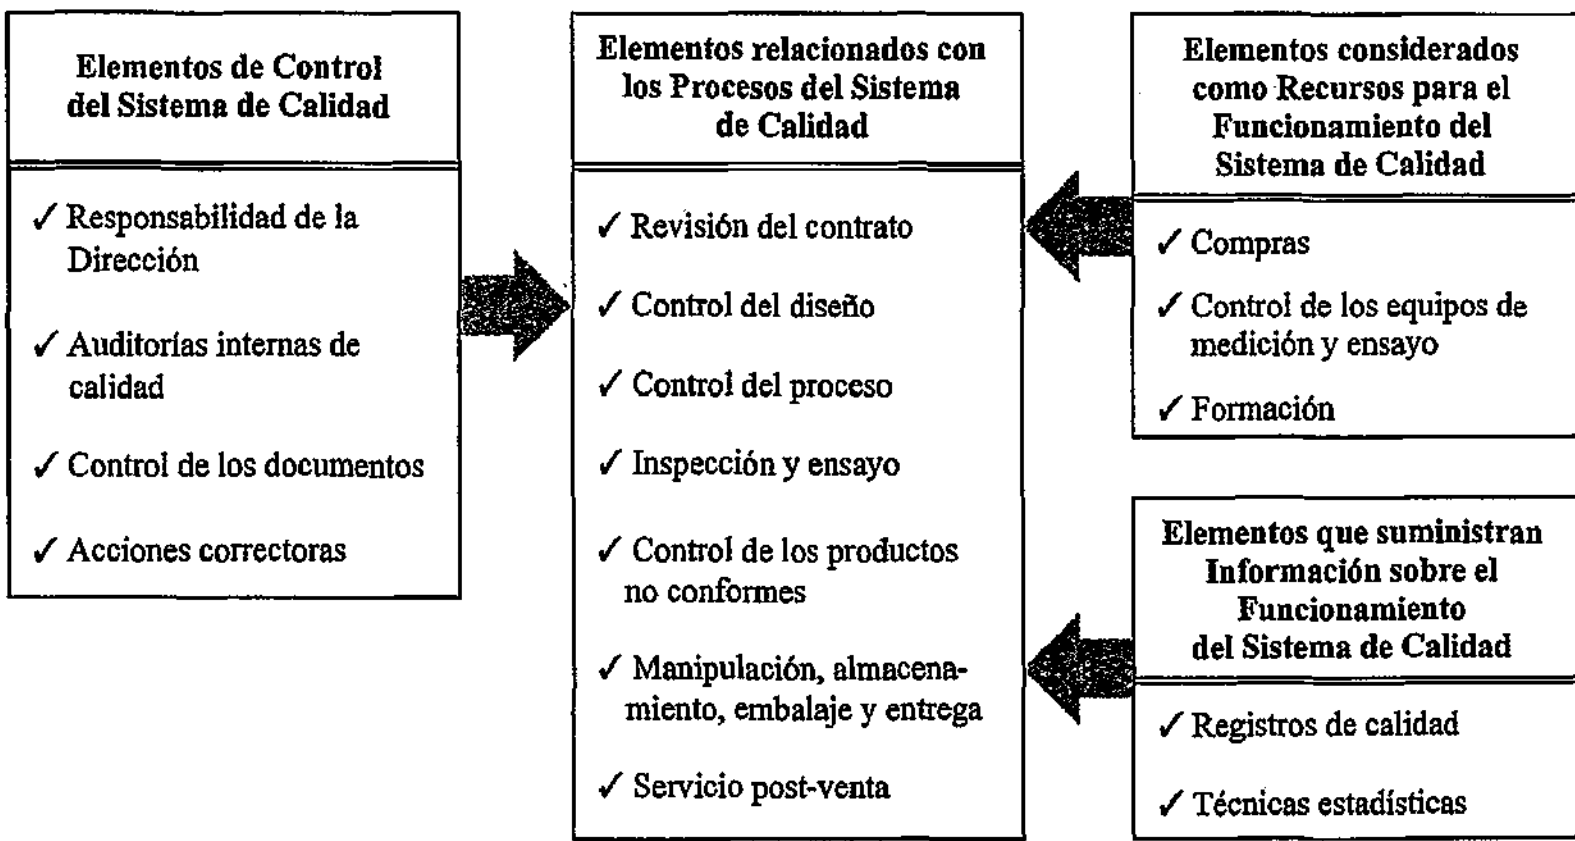 Elementos de Control
del Sistema de Calidad
✓ Responsabilidad de la
Dirección
✓ Auditorías internas de
calidad
✓ Control de los documentos
✓ Acciones correctoras
Elementos relacionados con
los Procesos del Sistema
de Calidad
✓ Revisión del contrato
✓ Control del diseño
✓ Control del proceso
✓ Inspección y ensayo
✓ Control de los productos
no conformes
✓ Manipulación, almacena-
miento, embalaje y entrega
✓ Servicio post-venta
Elementos considerados
como Recursos para el
Funcionamiento del
Sistema de Calidad
✓ Compras
✓ Control de los equipos de
medición y ensayo
✓ Formación
Elementos que suministran
Información sobre el
Funcionamiento
del Sistema de Calidad
✓ Registros de calidad
✓ Técnicas estadísticas